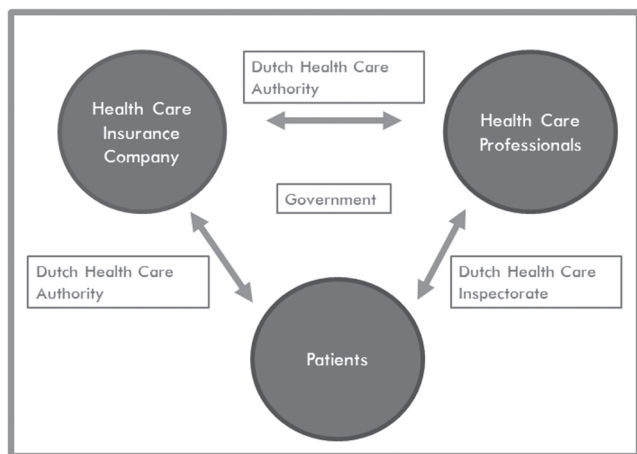 Dutch Health Care
Authority
Health Care
Insurance
Company
Health Care
Professionals
Government
Dutch Health Care
Authority
Dutch Health Care
Inspectorate
Patients